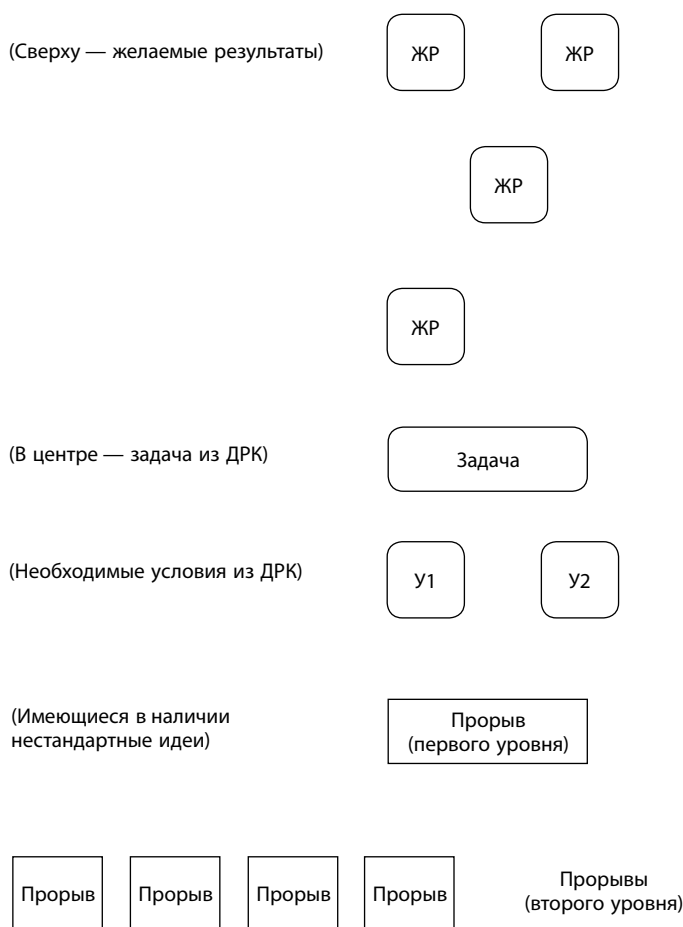 (Сверху — желаемые результаты)
ЖР
ЖР
ЖР
ЖР
(В центре — задача из ДРК)
Задача
(Необходимые условия из ДРК)
У1
У2
(Имеющиеся в наличии
нестандартные идеи)
Прорыв
(первого уровня)
Прорыв
Прорыв
Прорыв
Прорыв
Прорывы
(второго уровня)